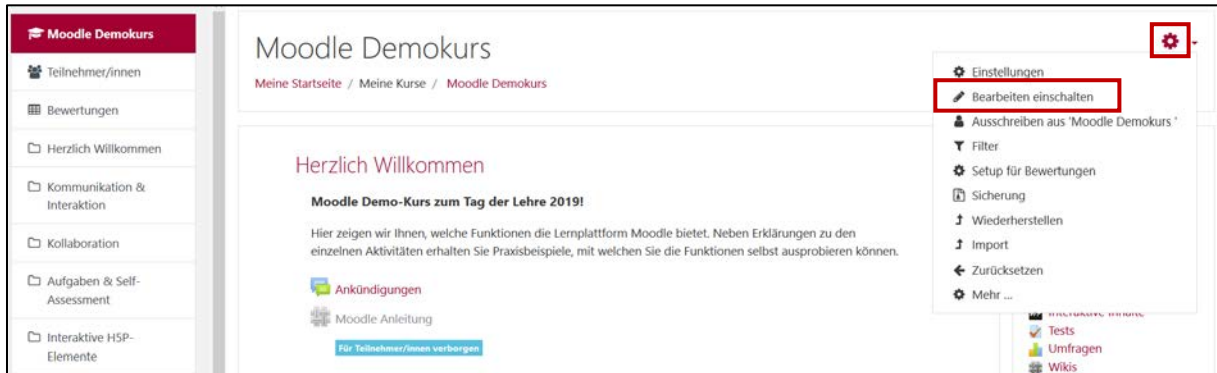 Moodle Demokurs
Teilnehmer/innen
Bewertungen
Herzlich Willkommen
Kommunikation &
Interaktion
Kollaboration
Aufgaben & Self-
Assessment
Interaktive H5P-
Elemente
Moodle Demokurs
Meine Startseite / Meine Kurse / Moodle Demokurs
Herzlich Willkommen
Moodle Demo-Kurs zum Tag der Lehre 2019!
Hier zeigen wir Ihnen, welche Funktionen die Lernplattform Moodle bietet. Neben Erklärungen zu den
einzelnen Aktivitäten erhalten Sie Praxisbeispiele, mit welchen Sie die Funktionen selbst ausprobieren können.
Ankündigungen
Moodle Anleitung
Für Teilnehmer/innen verborgen
Einstellungen
Bearbeiten einschalten
Ausschreiben aus 'Moodle Demokurs '
Filter
Setup für Bewertungen
Sicherung
Wiederherstellen
Import
Zurücksetzen
Mehr ...
Interaktive Inhalte
Tests
Umfragen
Wikis